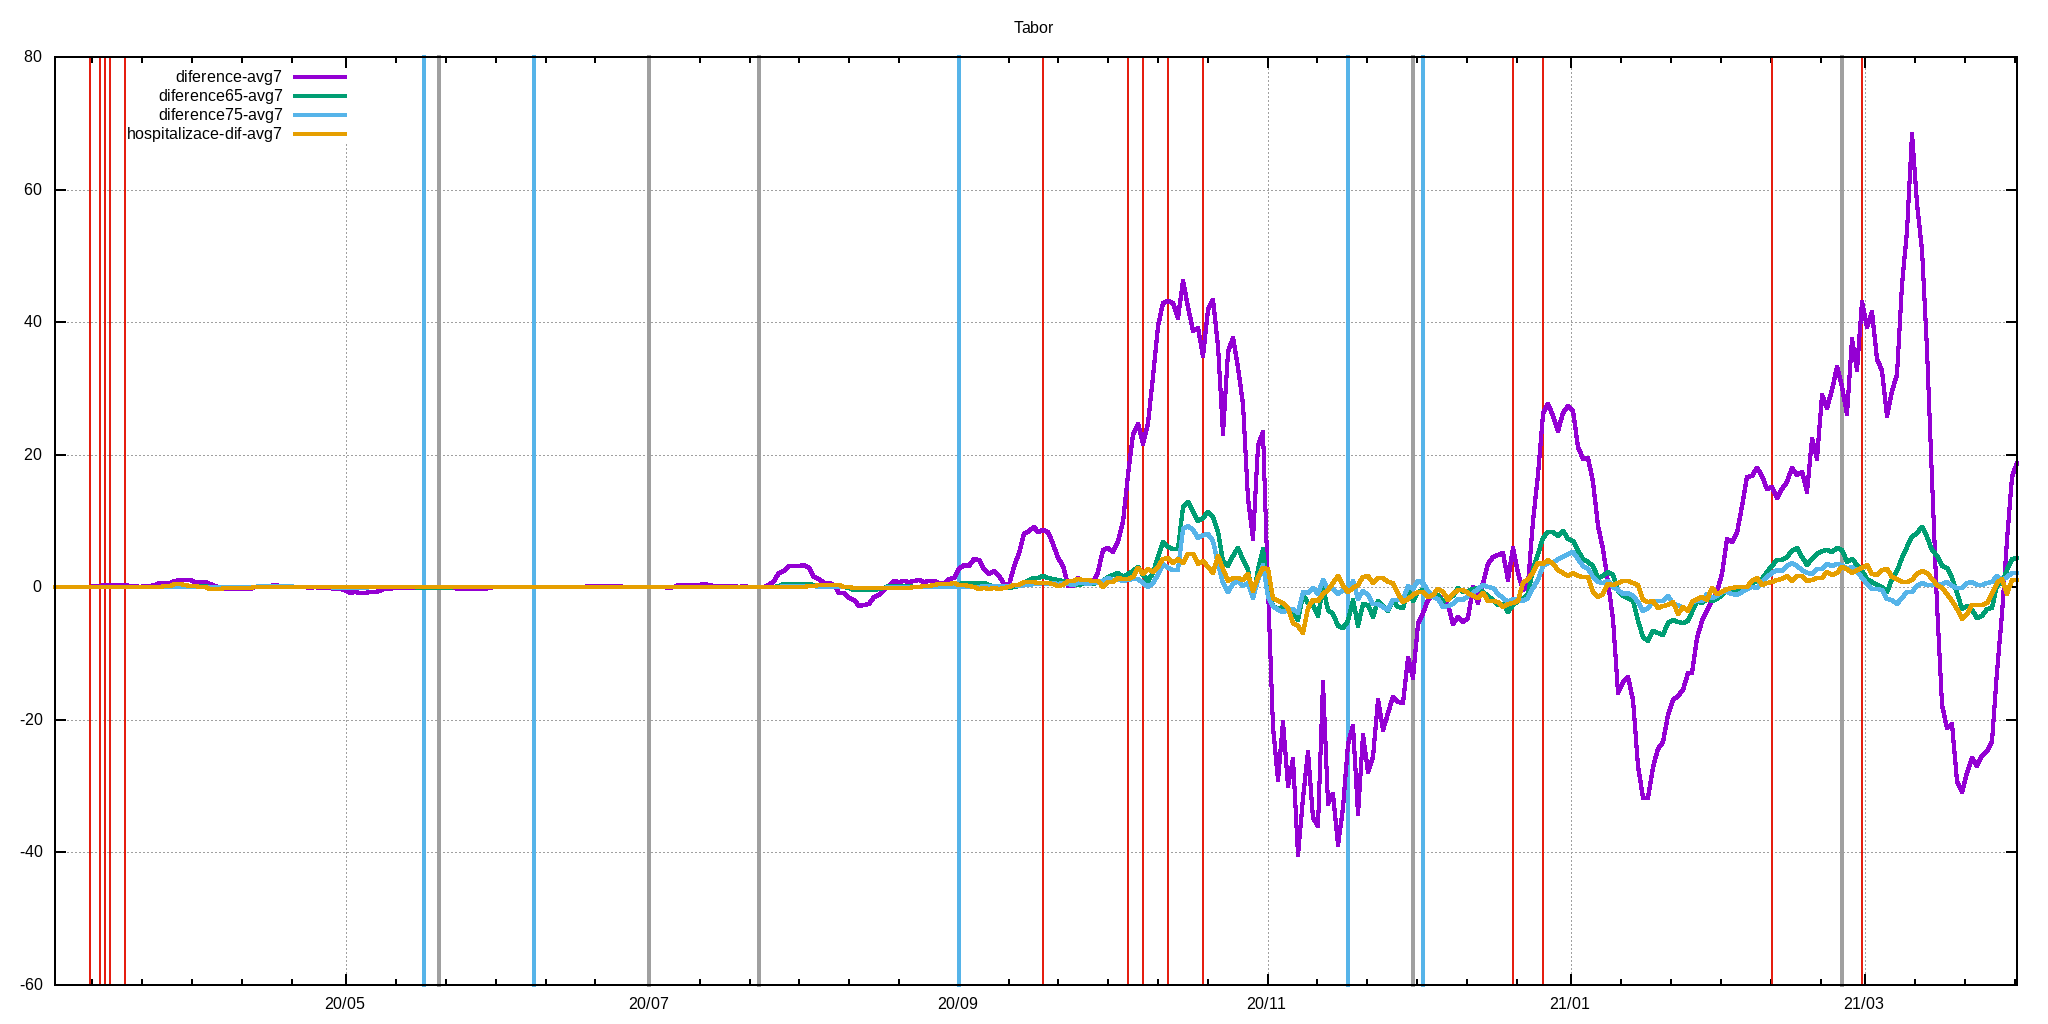 Tabor
diference-avg7
diference65-avg7
diference75-avg7
hospitalizace-dif-avg7
80
60
40
20
0
-20
-40
-60
20/05 20/07 20/09 20/11 21/01 21/03